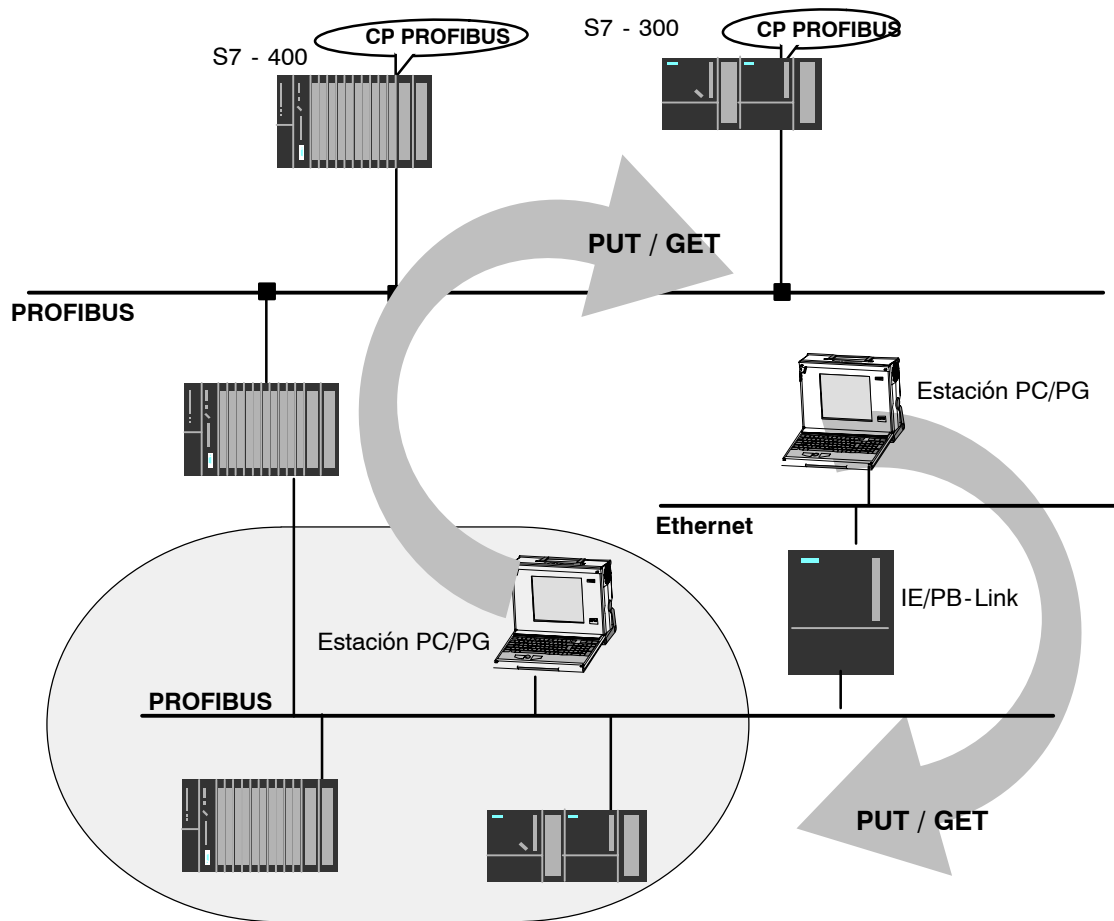 CP PROFIBUS
S7 - 400
S7 - 300
CP PROFIBUS
PUT / GET
PROFIBUS
Estación PC/PG
Ethernet
IE/PB-Link
Estación PC/PG
PROFIBUS
PUT / GET